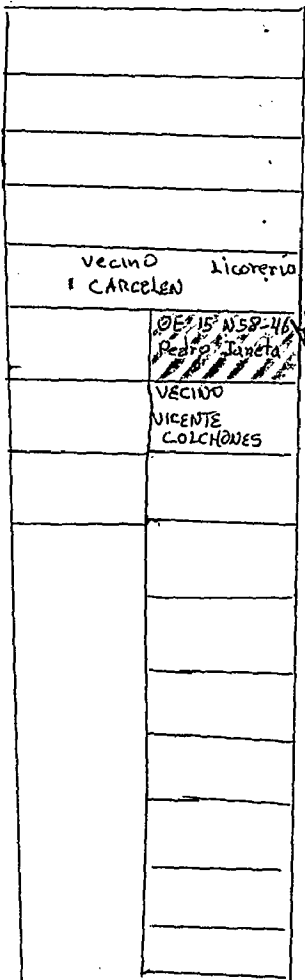 vecino Licorería
CARCELEN
OE 15 N58-46
Pedro Janeta
VECINO
VICENTE
COLCHONES